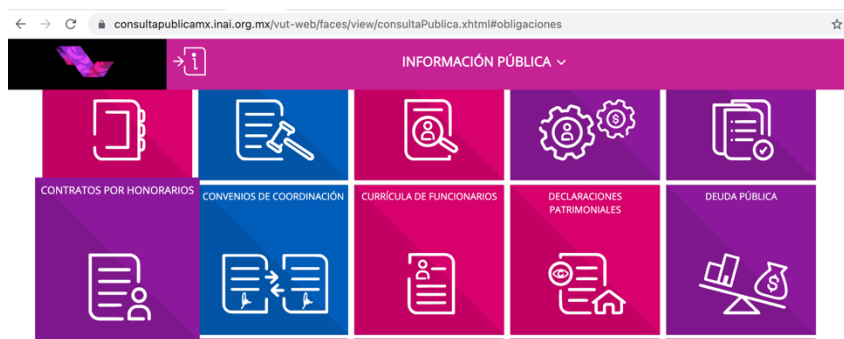 consultapublicamx.inai.org.mx/vut-web/faces/view/consultaPublica.xhtml#obligaciones
INFORMACIÓN PÚBLICA
CONTRATOS POR HONORARIOS
CONVENIOS DE COORDINACIÓN
CURRÍCULA DE FUNCIONARIOS
DECLARACIONES
PATRIMONIALES
DEUDA PÚBLICA